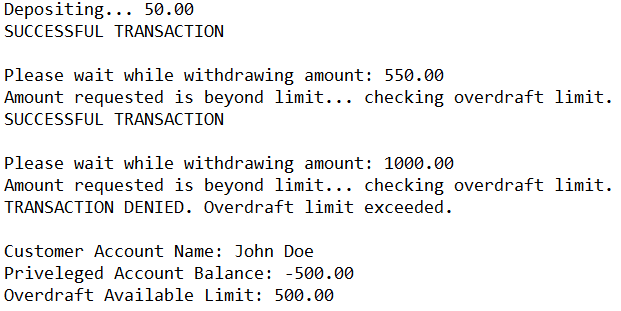 Depositing... 50.00
SUCCESSFUL TRANSACTION
Please wait while withdrawing amount: 550.00
Amount requested is beyond limit... checking overdraft limit.
SUCCESSFUL TRANSACTION
Please wait while withdrawing amount: 1000.00
Amount requested is beyond limit... checking overdraft limit.
TRANSACTION DENIED. Overdraft limit exceeded.
Customer Account Name: John Doe
Priveleged Account Balance: -500.00
Overdraft Available Limit: 500.00